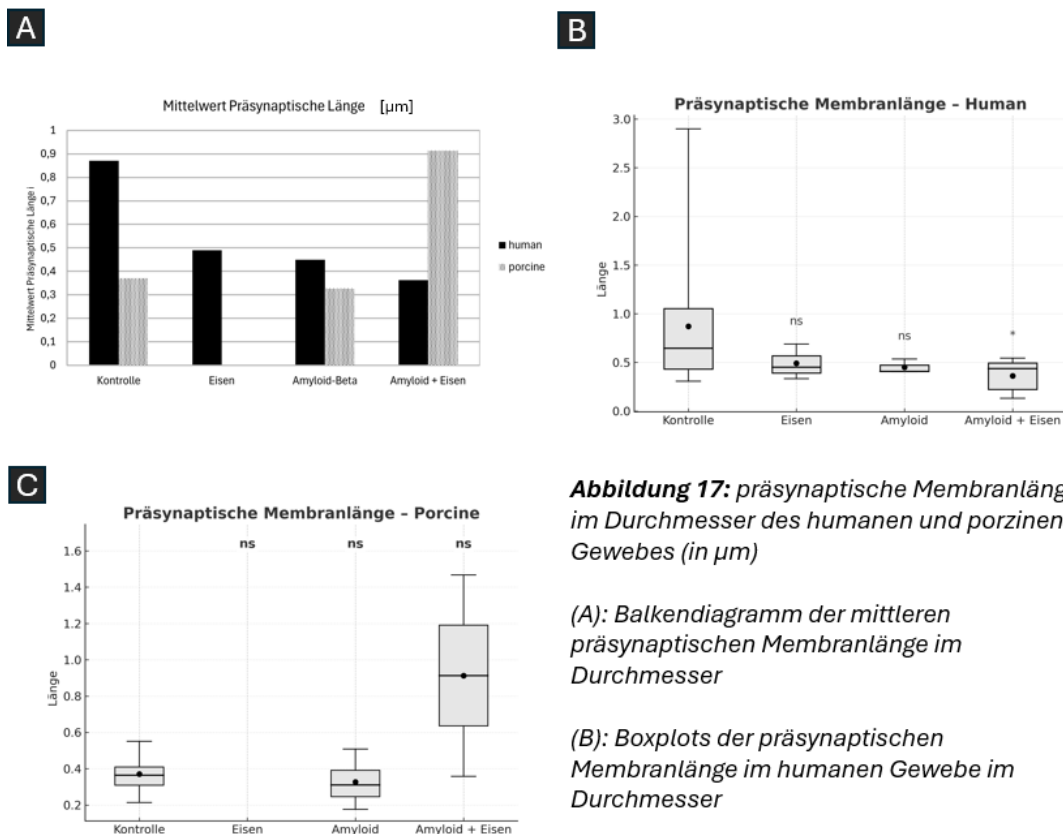 A
Mittelwert Präsynaptische Länge [µm]
Mittelwert Präsynaptische Länge i
1
0,9
0,8
0,7
0,6
0,5
0,4
0,3
0,2
0,1
0
Kontrolle Eisen Amyloid-Beta Amyloid + Eisen
human
porcine
B
Präsynaptische Membranlänge – Human
Länge
3.0
2.5
2.0
1.5
1.0
0.5
0.0
ns ns *
Kontrolle Eisen Amyloid Amyloid + Eisen
C
Präsynaptische Membranlänge – Porcine
Länge
ns ns ns
1.6
1.4
1.2
1.0
0.8
0.6
0.4
0.2
Kontrolle Eisen Amyloid Amyloid + Eisen
Abbildung 17: präsynaptische Membranläng
im Durchmesser des humanen und porzinen
Gewebes (in µm)
(A): Balkendiagramm der mittleren
präsynaptischen Membranlänge im
Durchmesser
(B): Boxplots der präsynaptischen
Membranlänge im humanen Gewebe im
Durchmesser